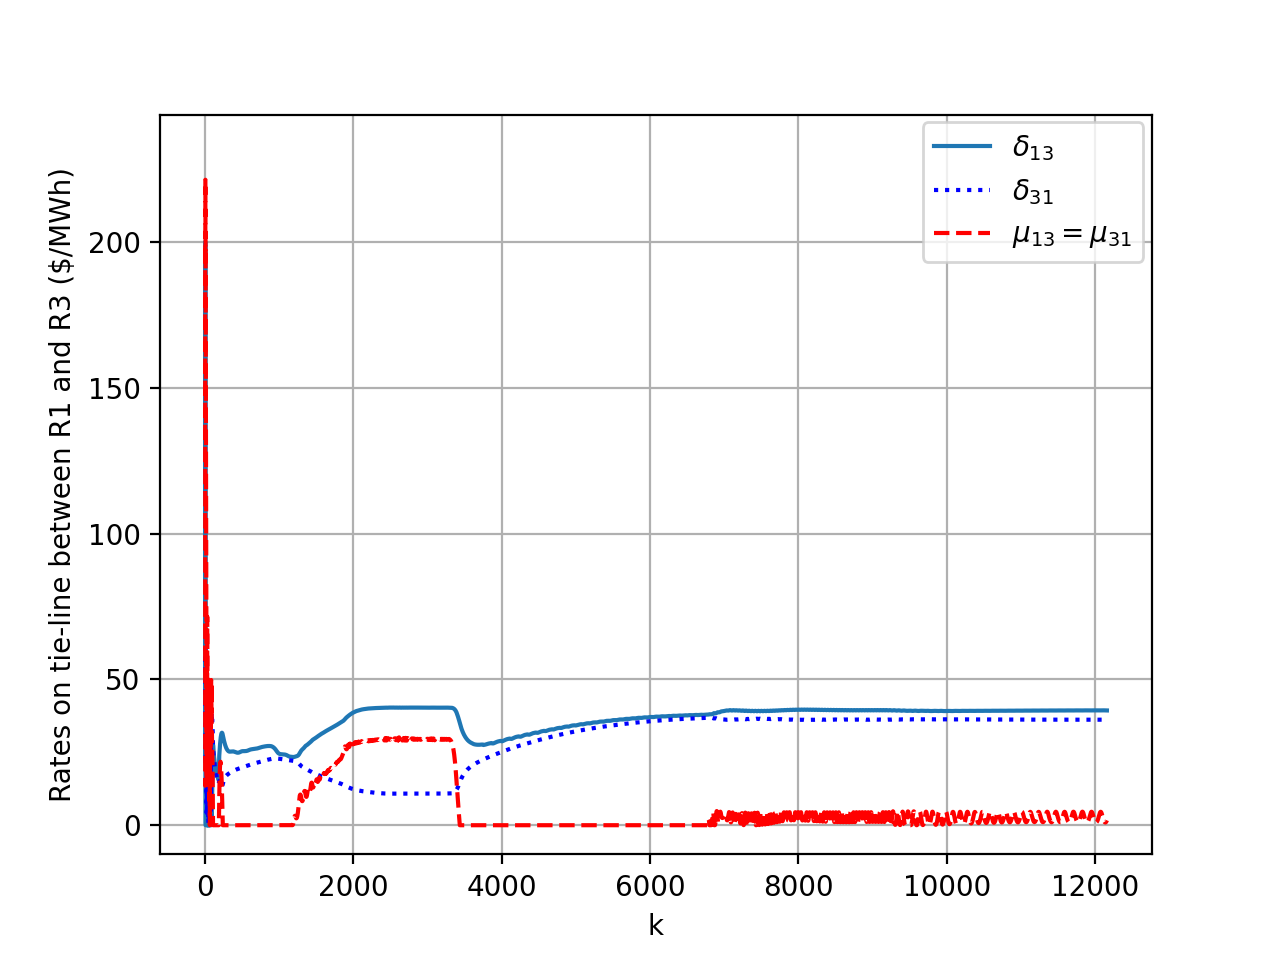 δ₁₃
δ₃₁
μ₁₃ = μ₃₁
Rates on tie-line between R1 and R3 ($/MWh)
200
150
100
50
0
0 2000 4000 6000 8000 10000 12000
k